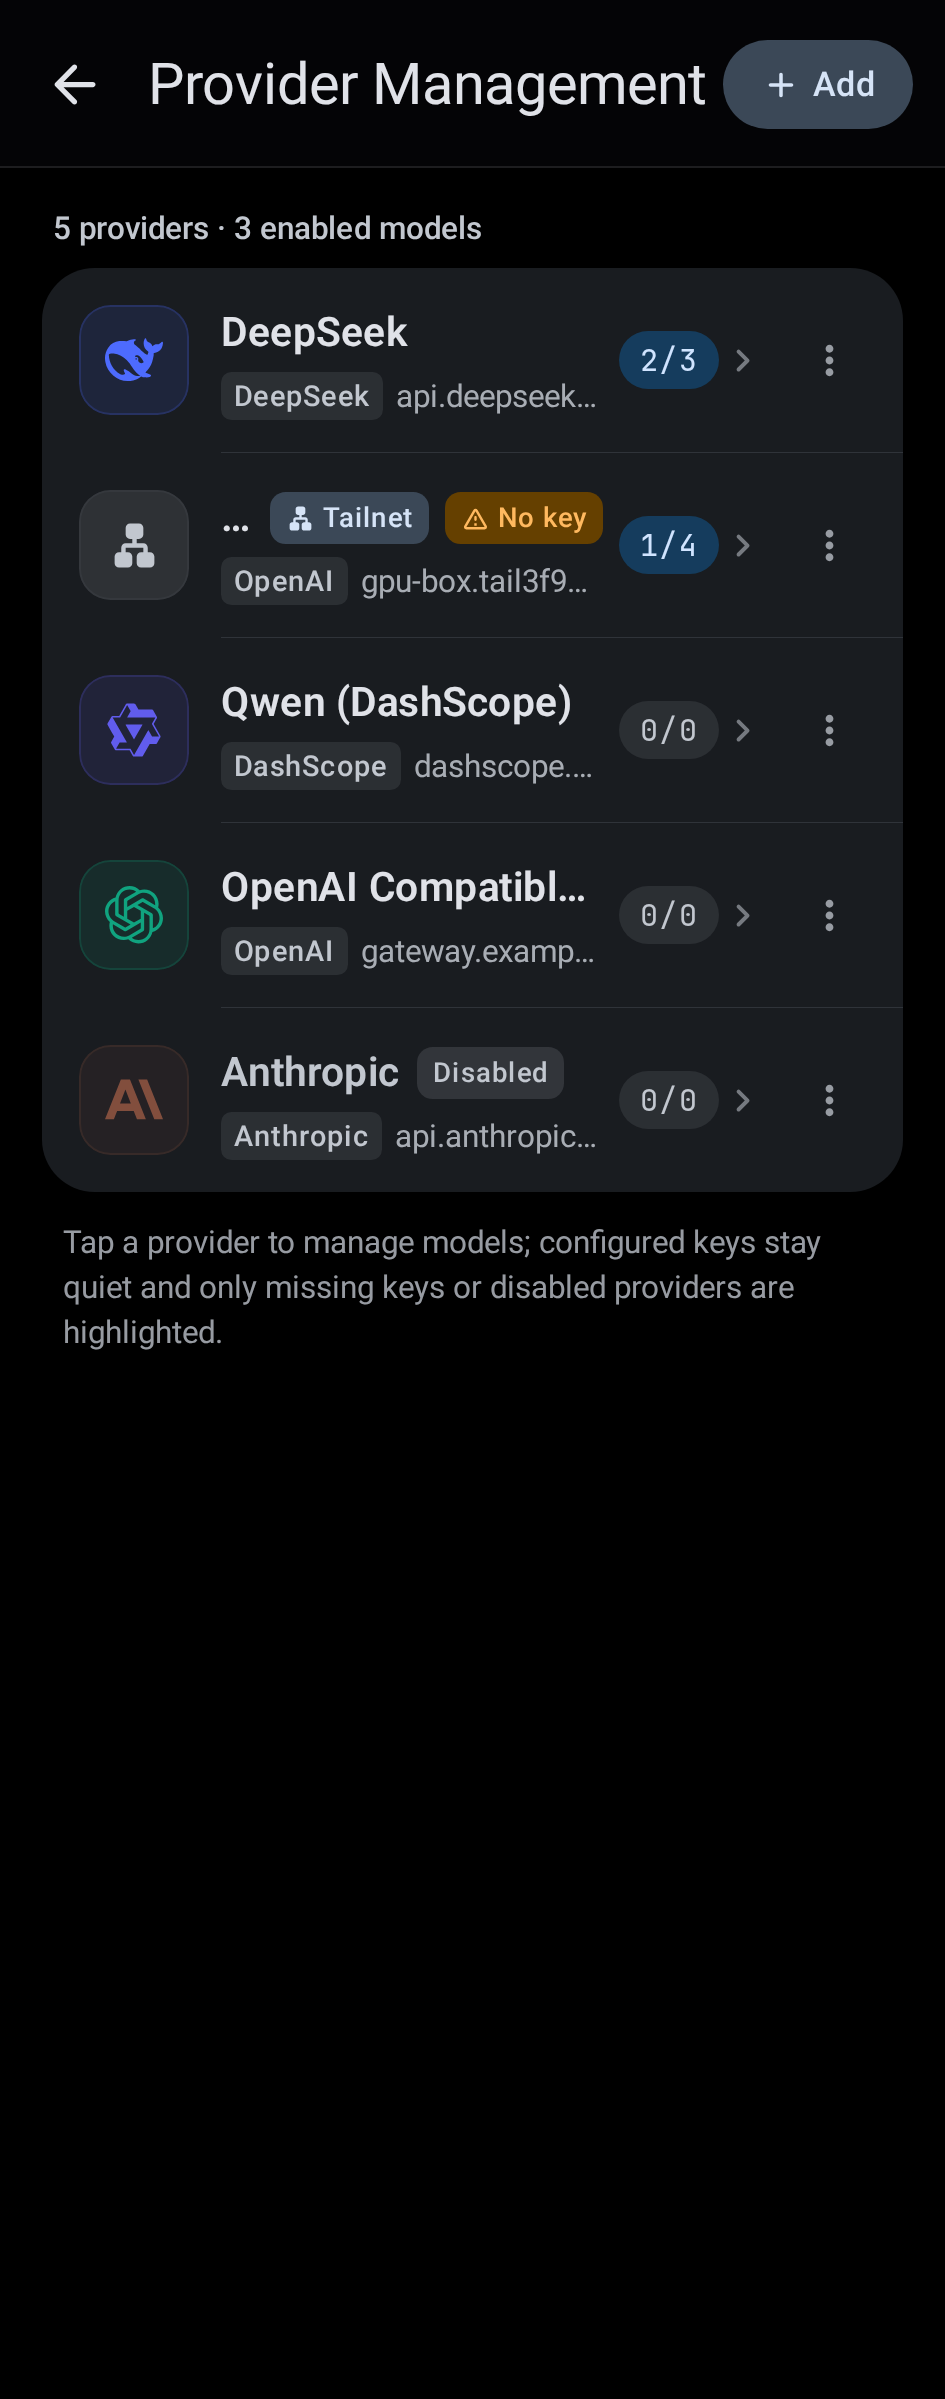 Provider Management
+ Add
5 providers · 3 enabled models
DeepSeek
2/3
DeepSeek api.deepseek...
... Tailnet No key
1/4
OpenAI gpu-box.tail3f9...
Qwen (DashScope)
0/0
DashScope dashscope....
OpenAI Compatibl...
0/0
OpenAI gateway.examp...
Anthropic Disabled
0/0
Anthropic api.anthropic...
Tap a provider to manage models; configured keys stay
quiet and only missing keys or disabled providers are
highlighted.